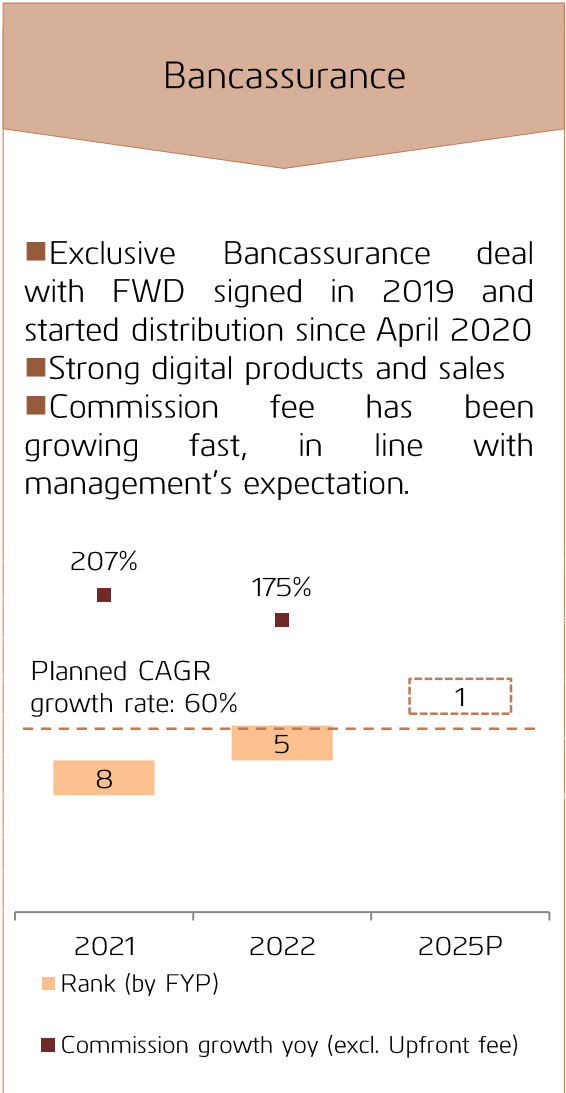 Bancassurance
■Exclusive Bancassurance deal
with FWD signed in 2019 and
started distribution since April 2020
■Strong digital products and sales
■Commission fee has been
growing fast, in line with
management's expectation.
207%
175%
Planned CAGR
growth rate: 60%
1
5
8
2021 2022 2025P
Rank (by FYP)
Commission growth yoy (excl. Upfront fee)